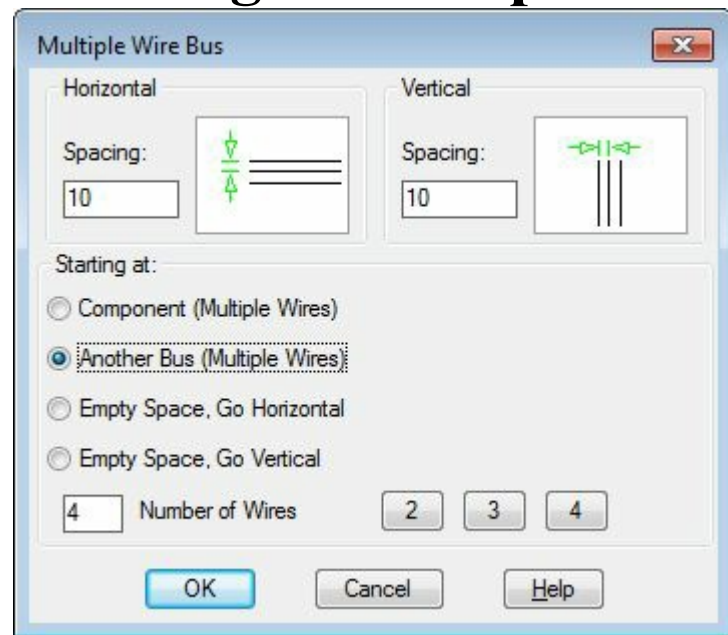 Multiple Wire Bus
Horizontal
Spacing:
10
Vertical
Spacing:
10
Starting at:
Component (Multiple Wires)
Another Bus (Multiple Wires)
Empty Space, Go Horizontal
Empty Space, Go Vertical
4 Number of Wires 2 3 4
OK Cancel Help